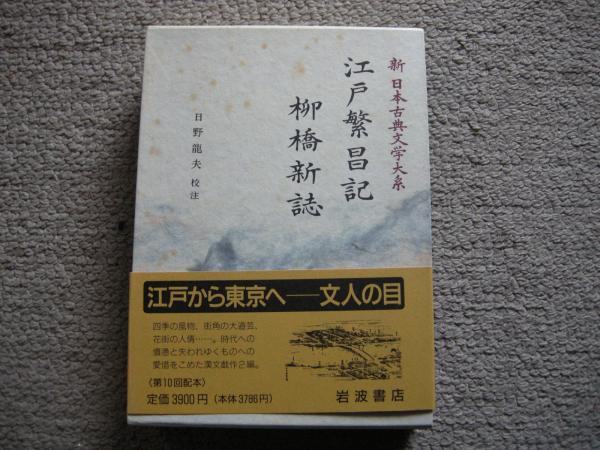 新 日本古典文学大系
江戸繁昌記
柳橋新誌
日野龍夫 校注
江戸から東京へ──文人の目
四季の風物、街角の大道芸、
花街の人情……。時代への
憤懣と失われゆくものへの
愛惜をこめた漢文戯作2編。
〈第10回配本〉
定価3900円(本体3786円)
岩波書店